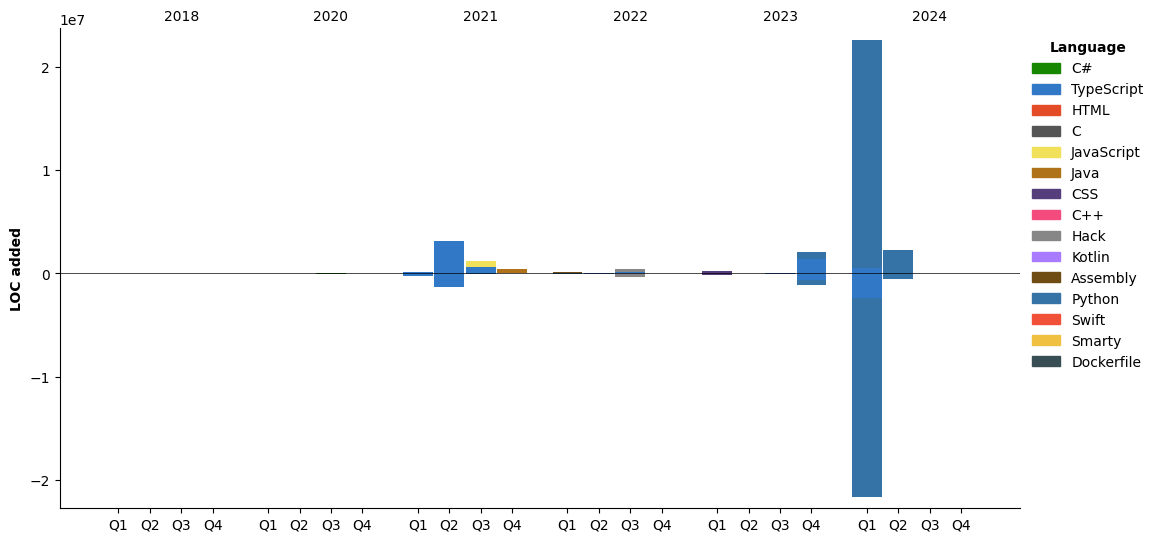 1e7
2018 2020 2021 2022 2023 2024
LOC added
2
1
0
−1
−2
Q1 Q2 Q3 Q4 Q1 Q2 Q3 Q4 Q1 Q2 Q3 Q4 Q1 Q2 Q3 Q4 Q1 Q2 Q3 Q4 Q1 Q2 Q3 Q4
Language
C#
TypeScript
HTML
C
JavaScript
Java
CSS
C++
Hack
Kotlin
Assembly
Python
Swift
Smarty
Dockerfile